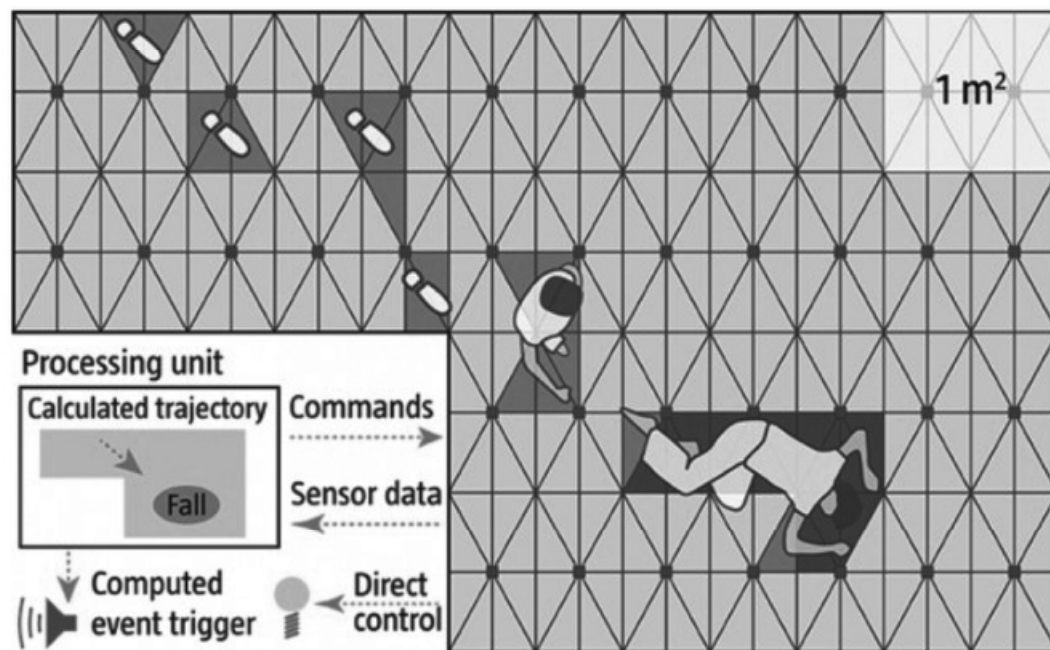 1 m²
Processing unit
Calculated trajectory
Fall
Commands
Sensor data
Computed
event trigger
Direct
control